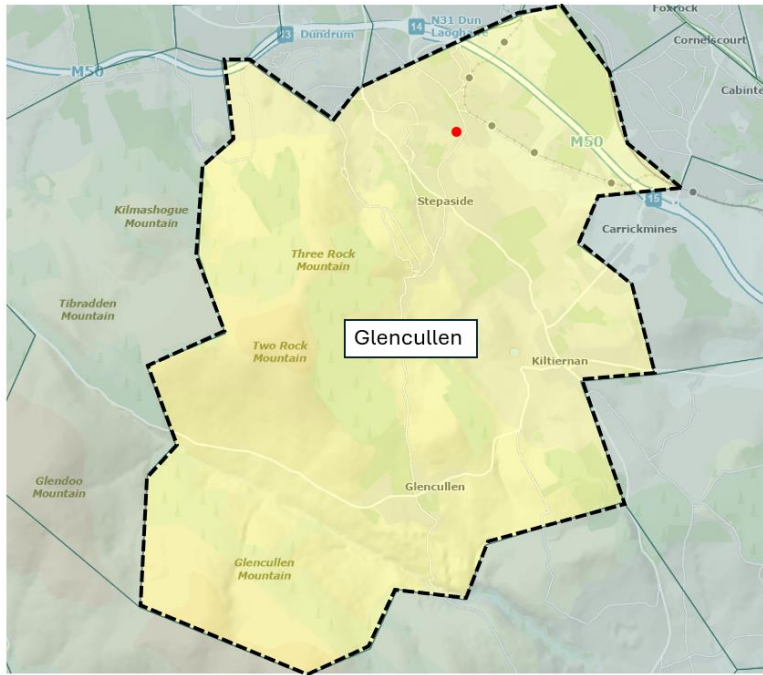 Foxrock
N31 Dun
Laoghaire
14
13
Dundrum
Cornelscourt
M50
Cabinte
M50
Kilmashogue
Mountain
Stepaside
15
Carrickmines
Three Rock
Mountain
Tibradden
Mountain
Glencullen
Two Rock
Mountain
Kiltiernan
Glendoo
Mountain
Glencullen
Glencullen
Mountain